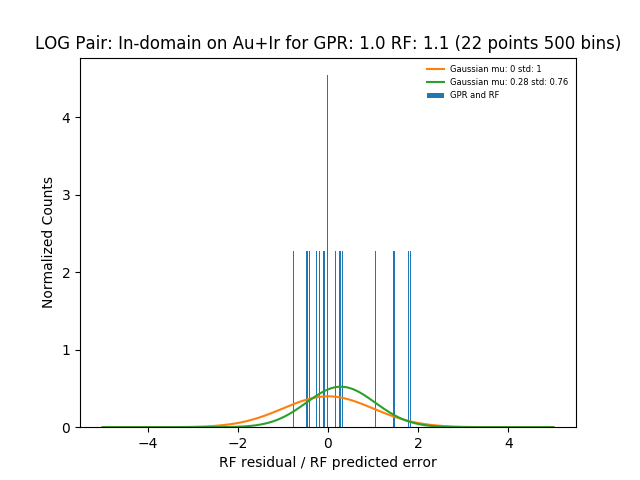 LOG Pair: In-domain on Au+Ir for GPR: 1.0 RF: 1.1 (22 points 500 bins)
Gaussian mu: 0 std: 1
Gaussian mu: 0.28 std: 0.76
GPR and RF
Normalized Counts
4
3
2
1
0
−4 −2 0 2 4
RF residual / RF predicted error